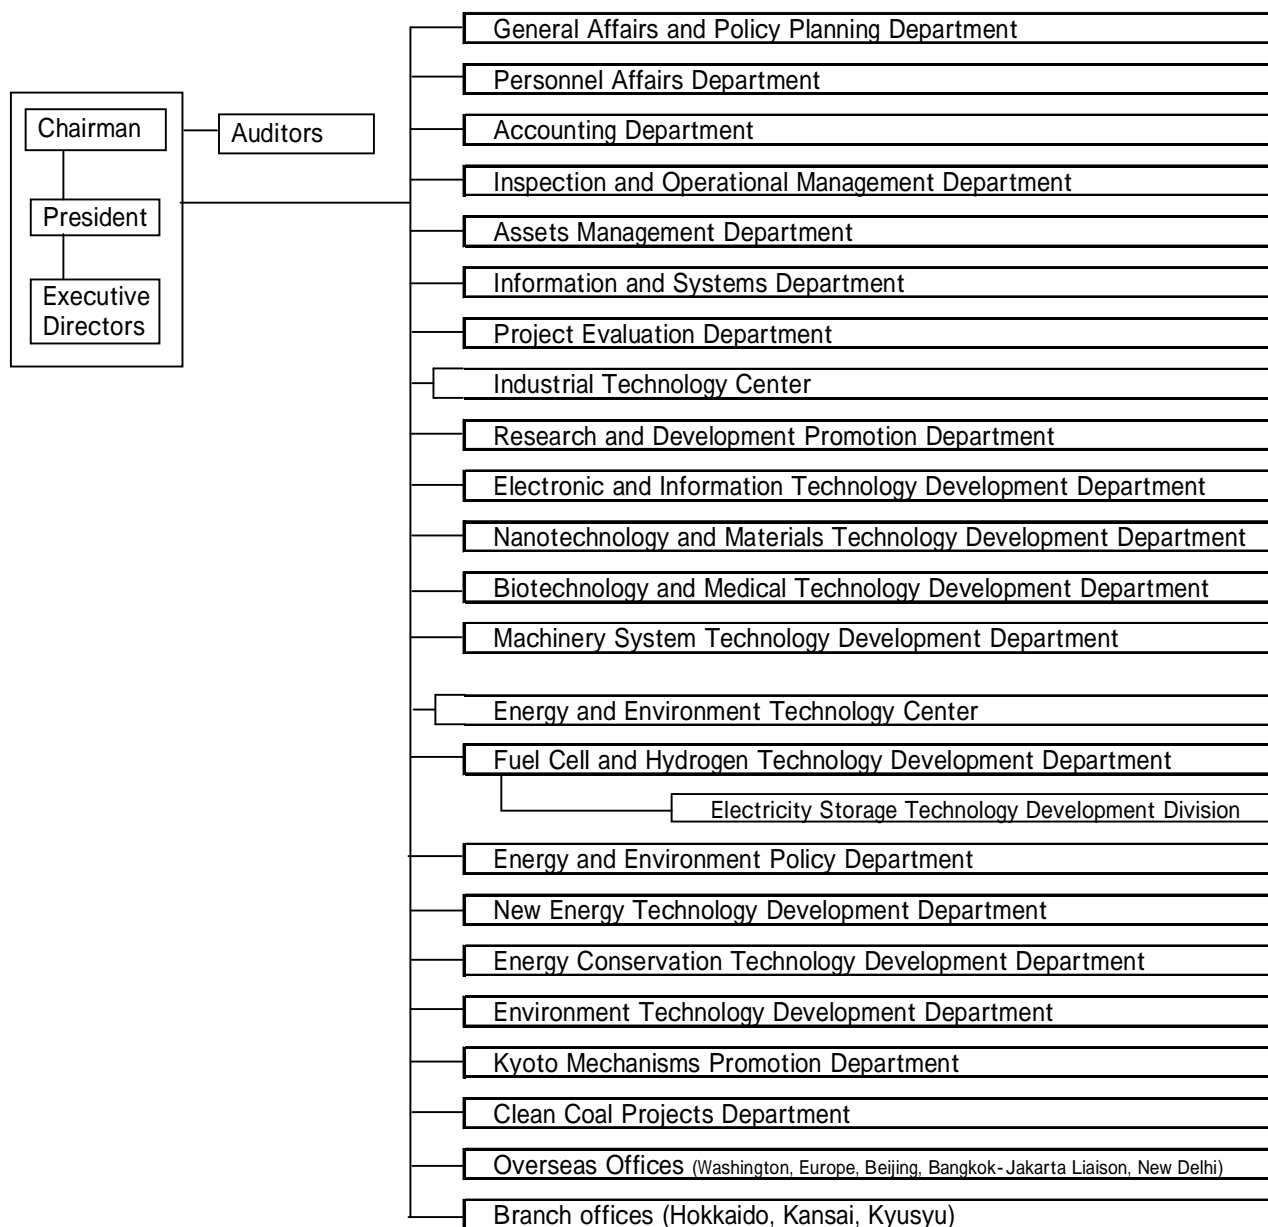 Chairman
President
Executive
Directors
Auditors
General Affairs and Policy Planning Department
Personnel Affairs Department
Accounting Department
Inspection and Operational Management Department
Assets Management Department
Information and Systems Department
Project Evaluation Department
Industrial Technology Center
Research and Development Promotion Department
Electronic and Information Technology Development Department
Nanotechnology and Materials Technology Development Department
Biotechnology and Medical Technology Development Department
Machinery System Technology Development Department
Energy and Environment Technology Center
Fuel Cell and Hydrogen Technology Development Department
Electricity Storage Technology Development Division
Energy and Environment Policy Department
New Energy Technology Development Department
Energy Conservation Technology Development Department
Environment Technology Development Department
Kyoto Mechanisms Promotion Department
Clean Coal Projects Department
Overseas Offices (Washington, Europe, Beijing, Bangkok-Jakarta Liaison, New Delhi)
Branch offices (Hokkaido, Kansai, Kyusyu)